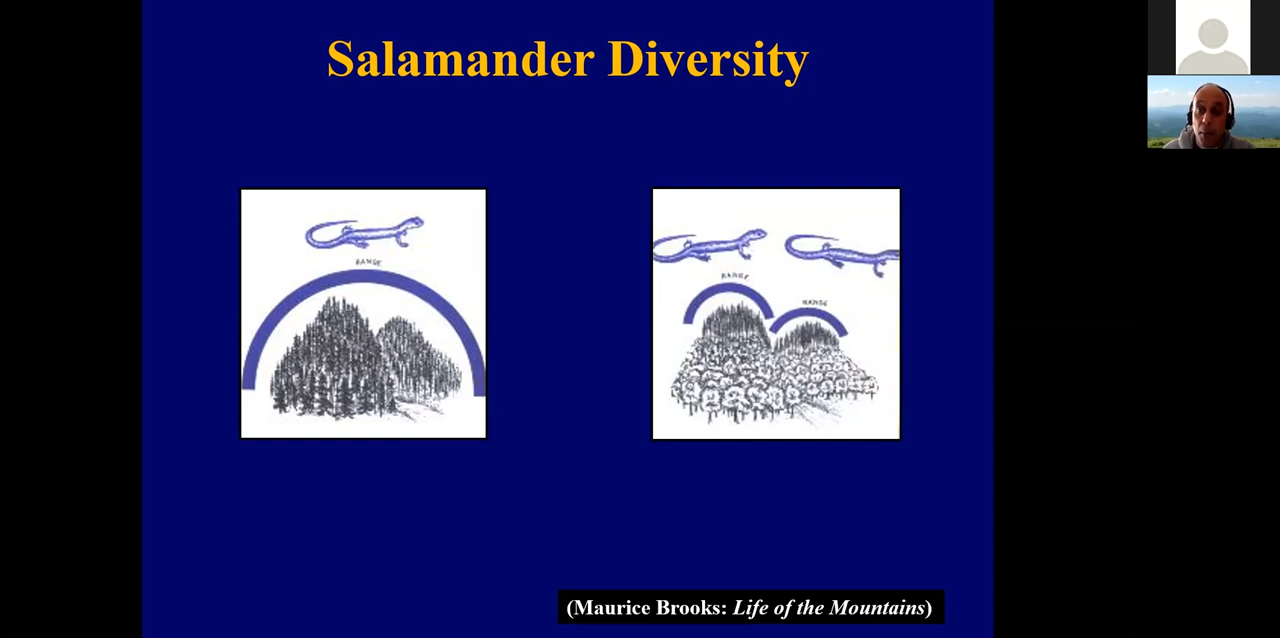 Salamander Diversity
RANGE
RANGE
RANGE
(Maurice Brooks: Life of the Mountains)